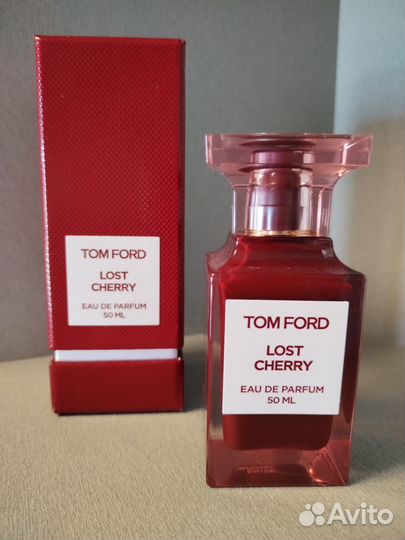 TOM FORD
LOST
CHERRY
EAU DE PARFUM
50 ML
TOM FORD
LOST
CHERRY
EAU DE PARFUM
50 ML
Avito